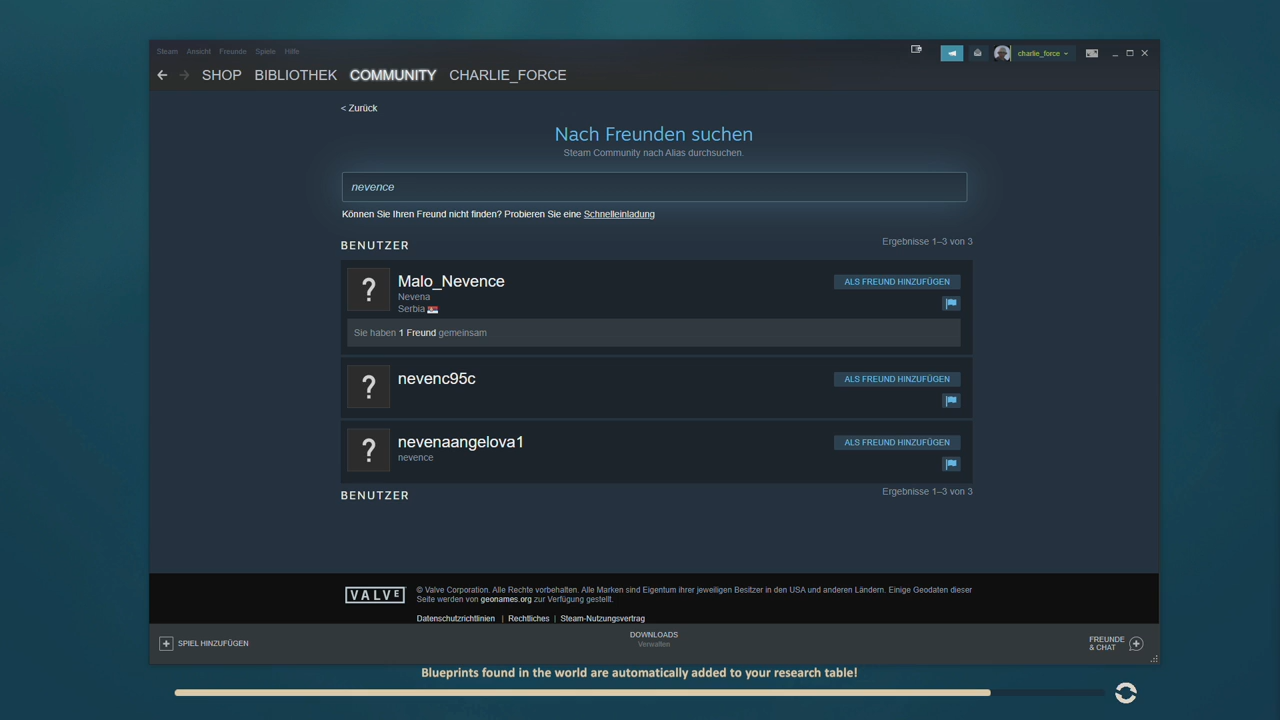 Steam Ansicht Freunde Spiele Hilfe
charlie_force
SHOP BIBLIOTHEK COMMUNITY CHARLIE_FORCE
< Zurück
Nach Freunden suchen
Steam Community nach Alias durchsuchen.
nevence
Können Sie Ihren Freund nicht finden? Probieren Sie eine Schnelleinladung
BENUTZER
Ergebnisse 1–3 von 3
Malo_Nevence
ALS FREUND HINZUFÜGEN
Nevena
Serbia
Sie haben 1 Freund gemeinsam
nevenc95c
ALS FREUND HINZUFÜGEN
nevenaangelova1
ALS FREUND HINZUFÜGEN
nevence
BENUTZER
Ergebnisse 1–3 von 3
VALVE
© Valve Corporation. Alle Rechte vorbehalten. Alle Marken sind Eigentum ihrer jeweiligen Besitzer in den USA und anderen Ländern. Einige Geodaten dieser
Seite werden von geonames.org zur Verfügung gestellt.
Datenschutzrichtlinien | Rechtliches | Steam-Nutzungsvertrag
SPIEL HINZUFÜGEN
DOWNLOADS
Verwalten
FREUNDE
& CHAT
Blueprints found in the world are automatically added to your research table!